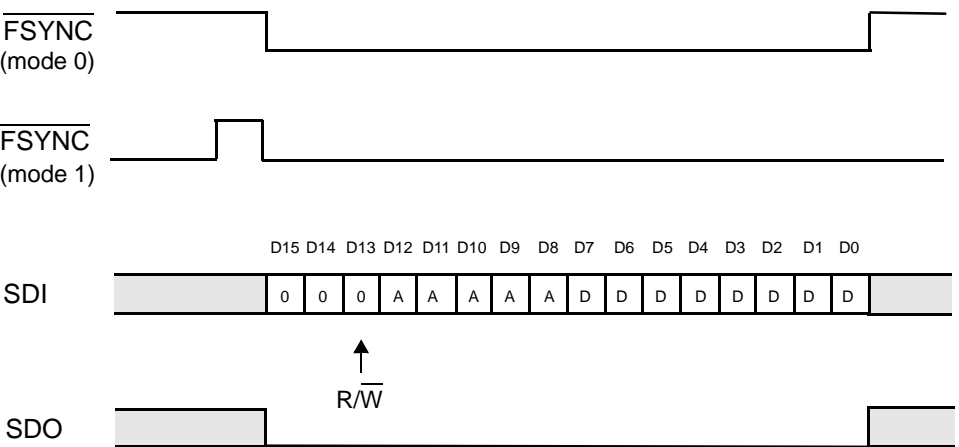 FSYNC
(mode 0)
FSYNC
(mode 1)
D15 D14 D13 D12 D11 D10 D9 D8 D7 D6 D5 D4 D3 D2 D1 D0
SDI 0 0 0 A A A A A D D D D D D D D
R/W
SDO